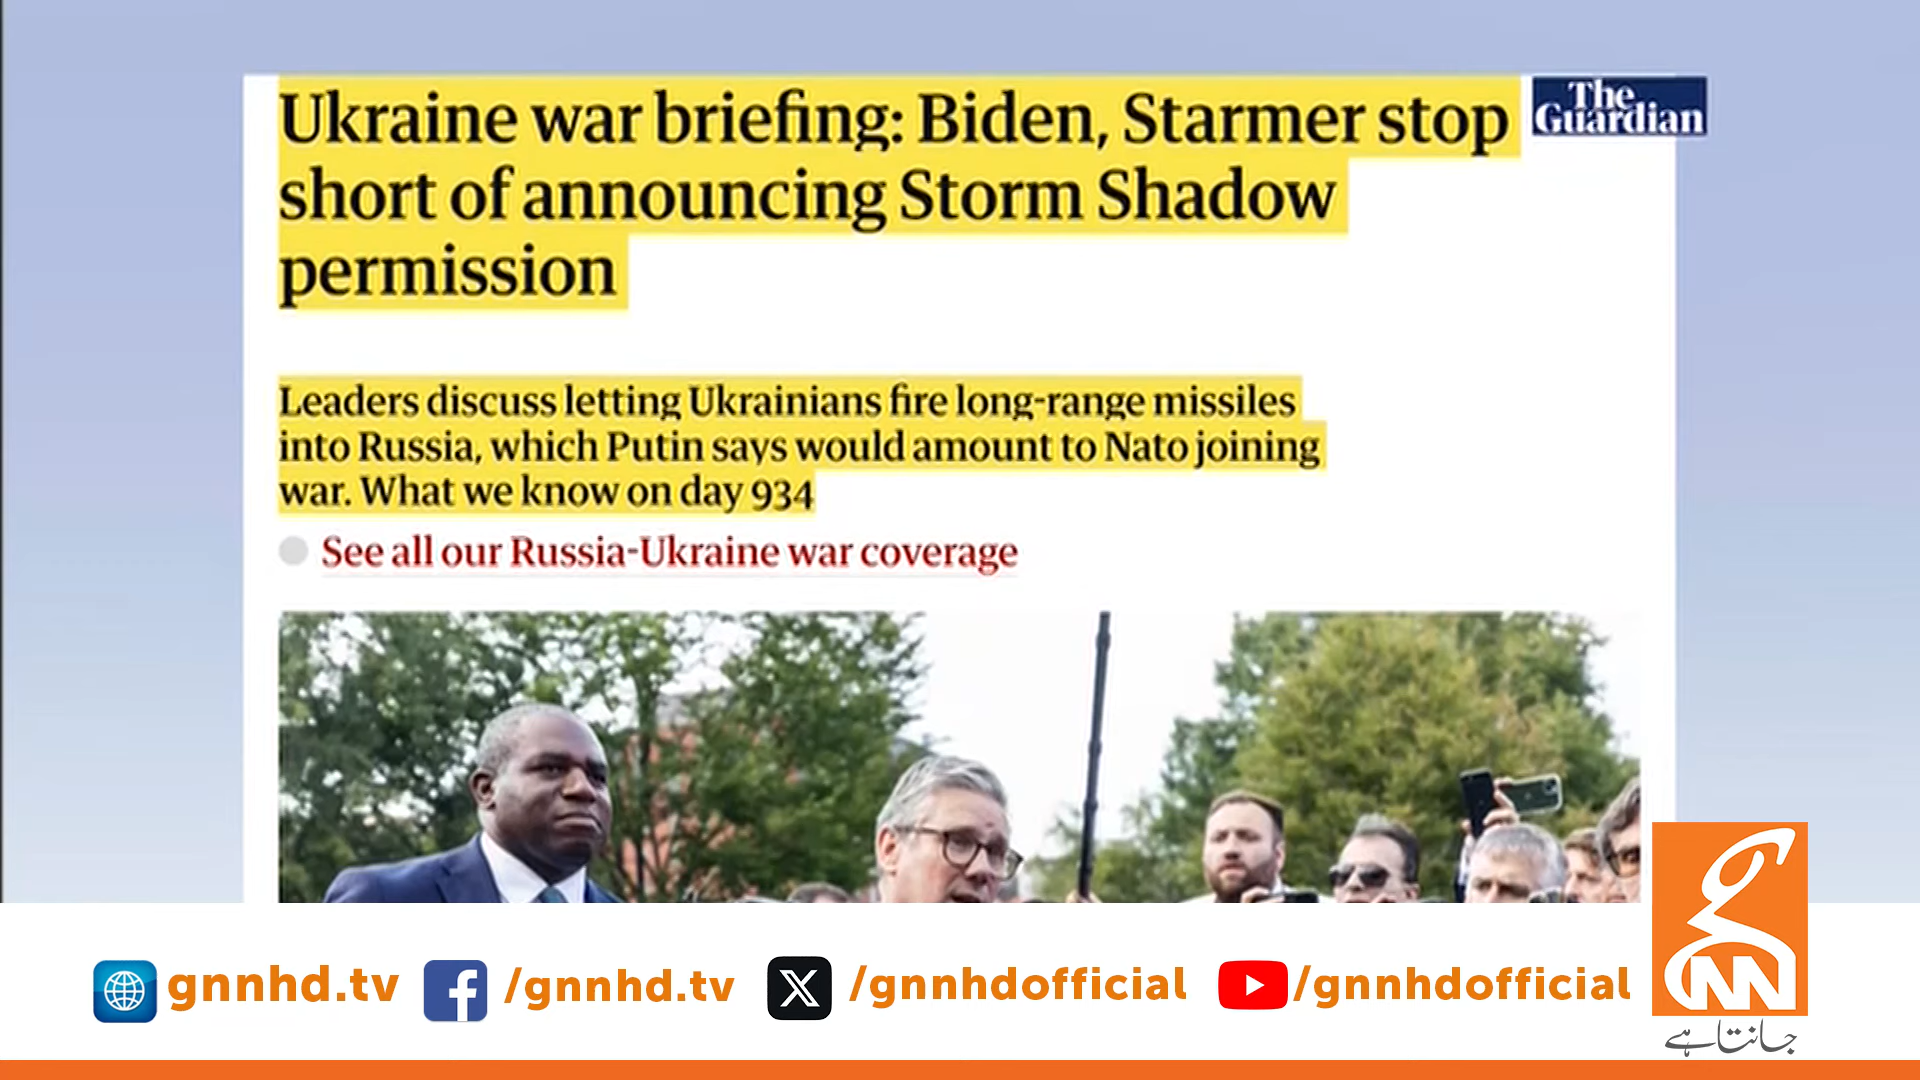 Ukraine war briefing: Biden, Starmer stop
short of announcing Storm Shadow
permission
The
Guardian
Leaders discuss letting Ukrainians fire long-range missiles
into Russia, which Putin says would amount to Nato joining
war. What we know on day 934
See all our Russia-Ukraine war coverage
gnnhd.tv
/gnnhd.tv
/gnnhdofficial
/gnnhdofficial
GNN
جانتا ہے